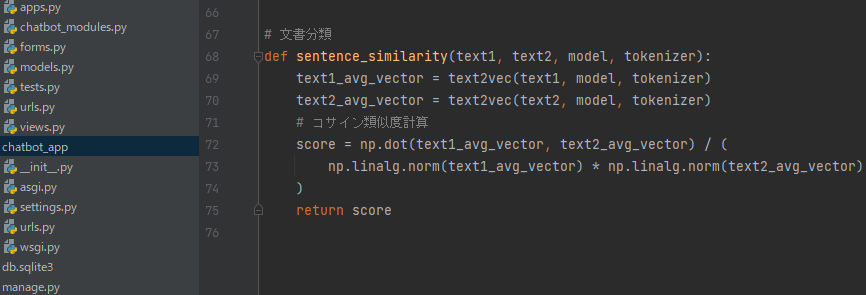 apps.py
chatbot_modules.py
forms.py
models.py
tests.py
urls.py
views.py
chatbot_app
__init__.py
asgi.py
settings.py
urls.py
wsgi.py
db.sqlite3
manage.py
66
67 # 文書分類
68 def sentence_similarity(text1, text2, model, tokenizer):
69 text1_avg_vector = text2vec(text1, model, tokenizer)
70 text2_avg_vector = text2vec(text2, model, tokenizer)
71 # コサイン類似度計算
72 score = np.dot(text1_avg_vector, text2_avg_vector) / (
73 np.linalg.norm(text1_avg_vector) * np.linalg.norm(text2_avg_vector)
74 )
75 return score
76